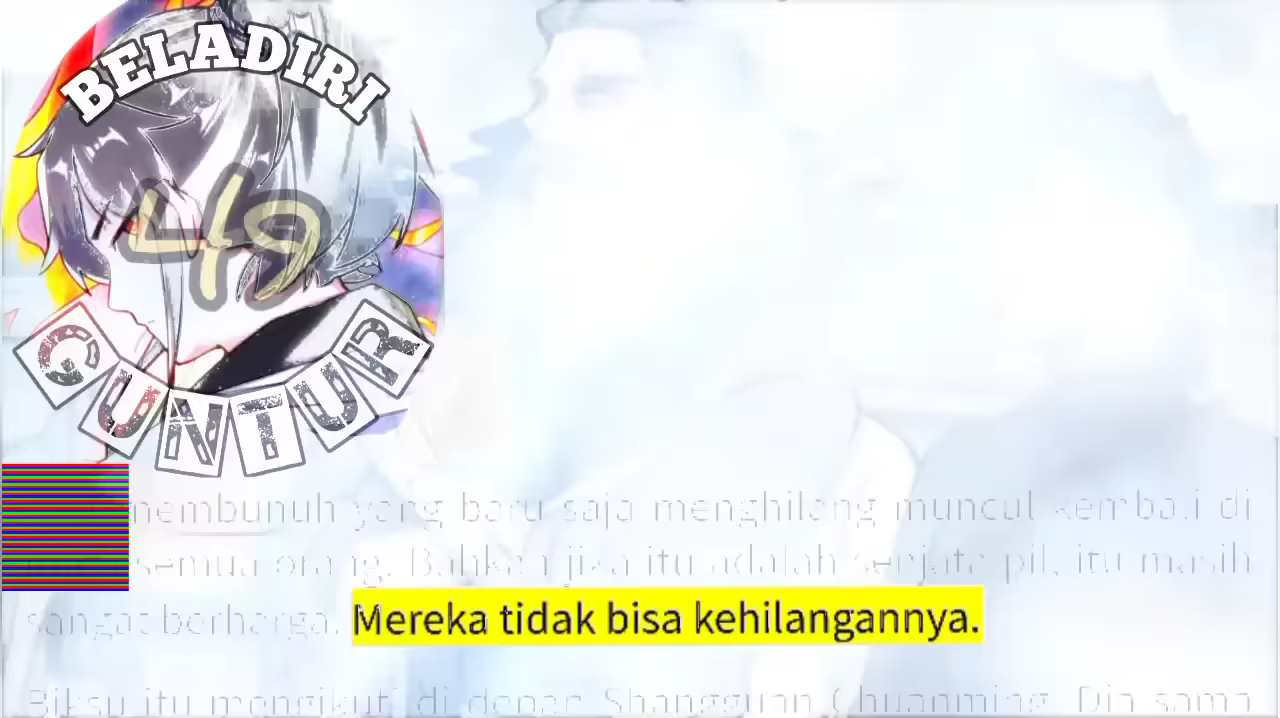 BELADIRI
48
GUNTUR
membunuh yang baru saja menghilang muncul kembali di
semua orang. Bahkan jika itu adalah senjata pil, itu masih
sangat berharga. Mereka tidak bisa kehilangannya.
Biksu itu mengikuti di depan Shangguan Chuanming. Dia sama